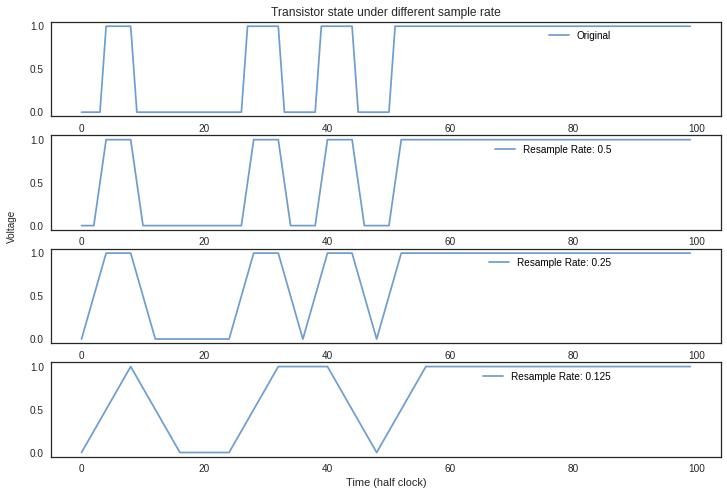 Transistor state under different sample rate
1.0
Original
0.5
0.0
0 20 40 60 80 100
1.0
Resample Rate: 0.5
0.5
0.0
0 20 40 60 80 100
Voltage
1.0
Resample Rate: 0.25
0.5
0.0
0 20 40 60 80 100
1.0
Resample Rate: 0.125
0.5
0.0
0 20 40 60 80 100
Time (half clock)